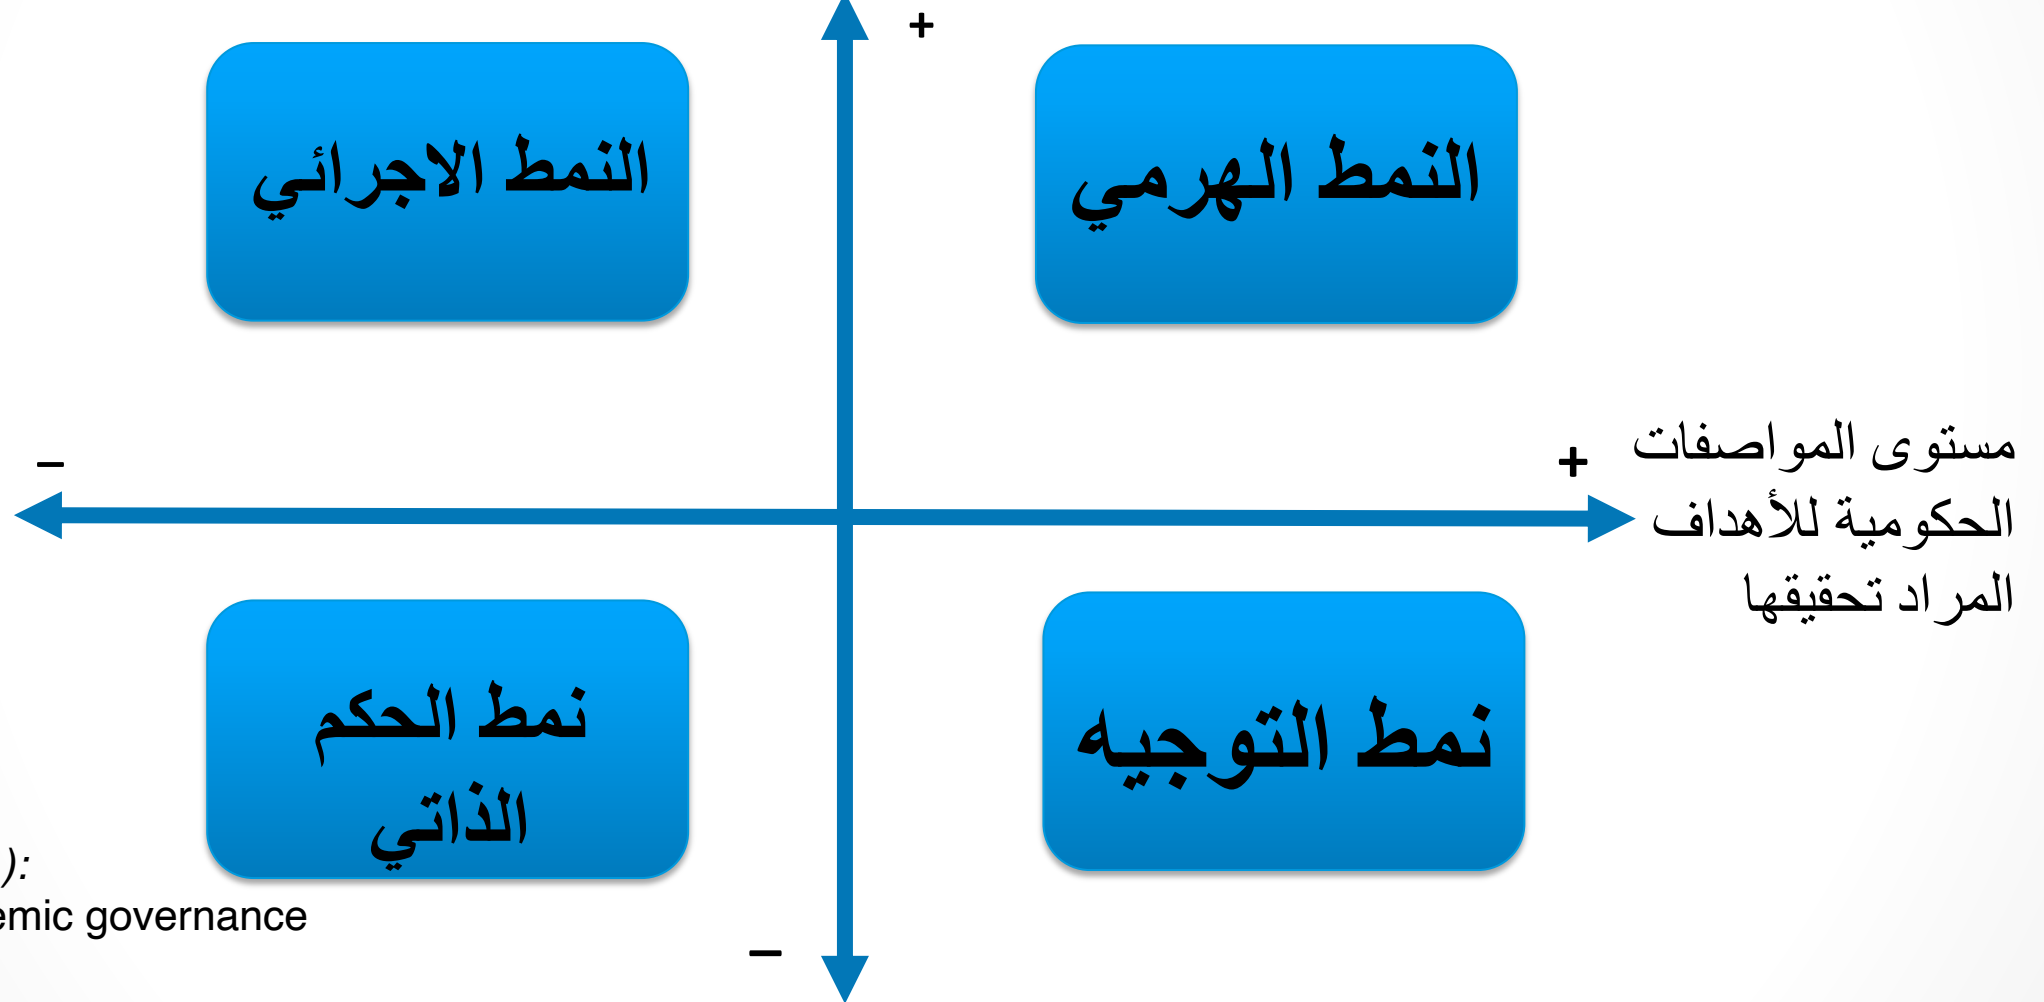 +
النمط الهرمي
النمط الاجرائي
–
+
مستوى المواصفات
الحكومية للأهداف
المراد تحقيقها
نمط التوجيه
نمط الحكم
الذاتي
):
emic governance
–